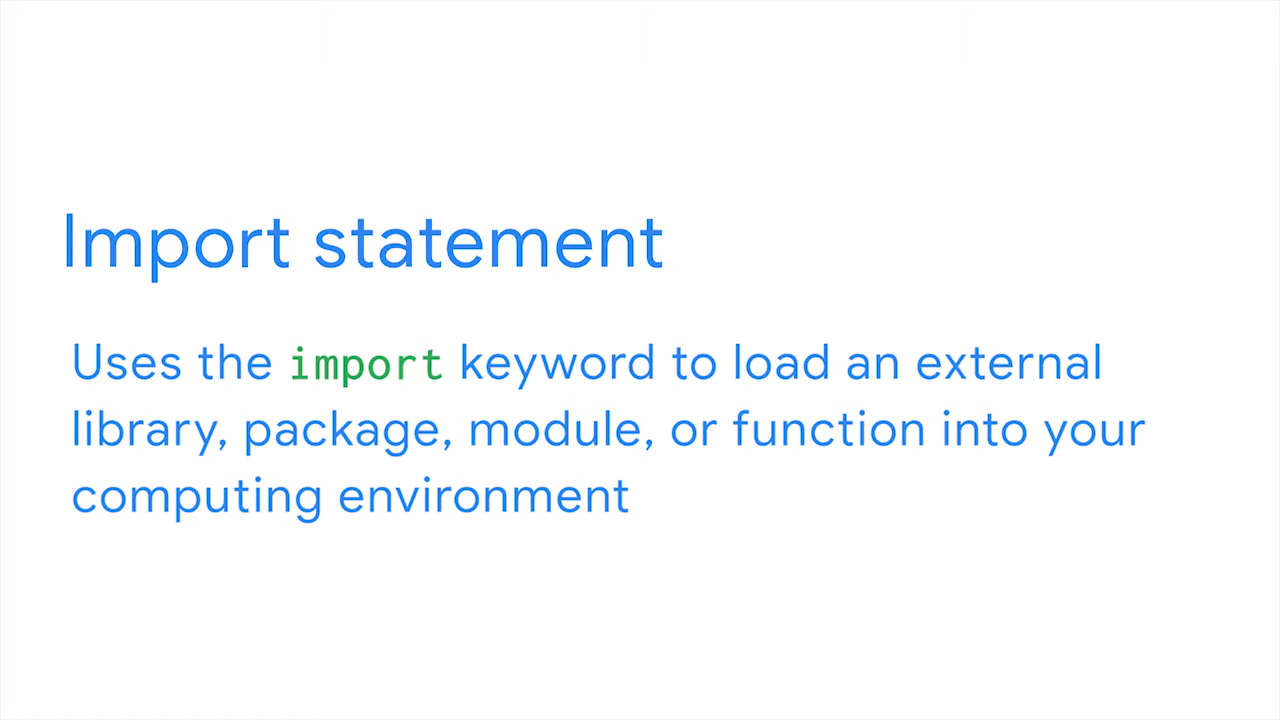 Import statement
Uses the import keyword to load an external
library, package, module, or function into your
computing environment